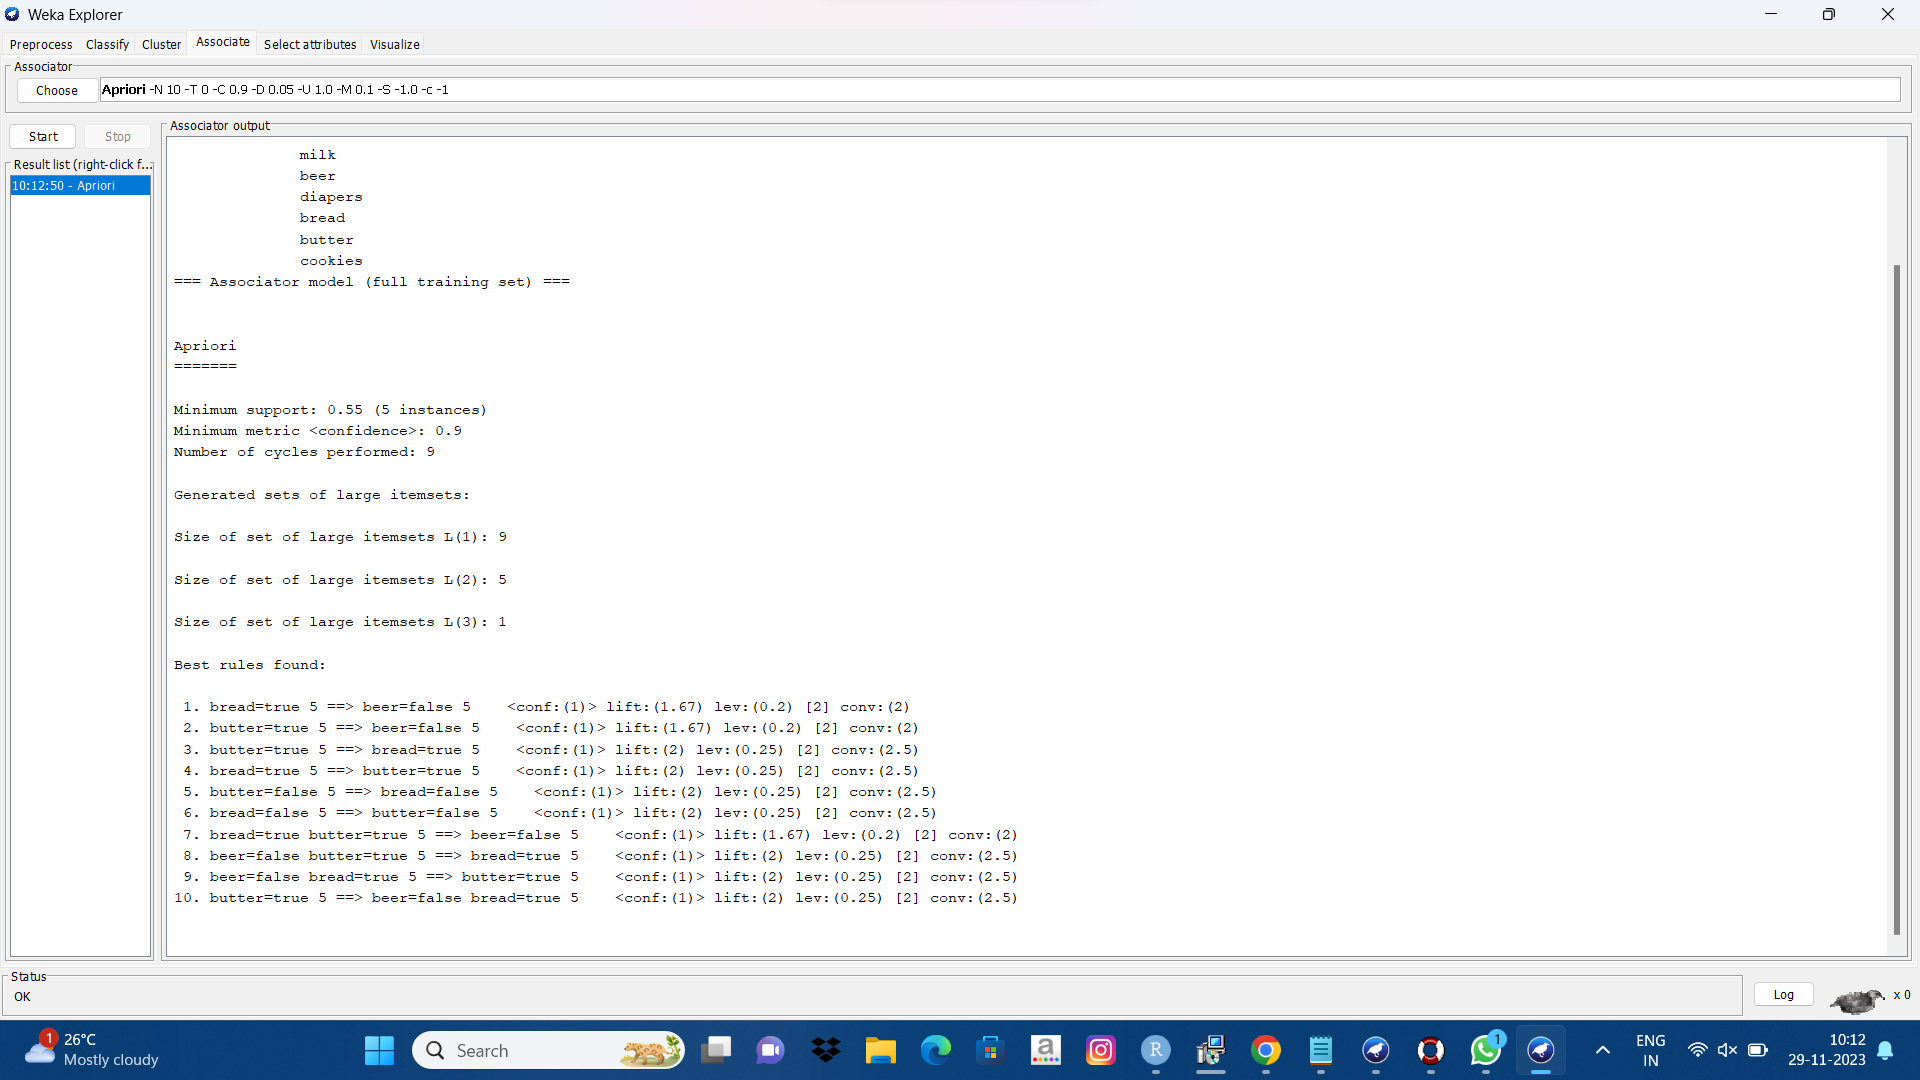 Weka Explorer
Preprocess Classify Cluster Associate Select attributes Visualize
Associator
Choose Apriori -N 10 -T 0 -C 0.9 -D 0.05 -U 1.0 -M 0.1 -S -1.0 -c -1
Start Stop
Result list (right-click f...
10:12:50 - Apriori
Associator output
milk
beer
diapers
bread
butter
cookies
=== Associator model (full training set) ===
Apriori
=======
Minimum support: 0.55 (5 instances)
Minimum metric <confidence>: 0.9
Number of cycles performed: 9
Generated sets of large itemsets:
Size of set of large itemsets L(1): 9
Size of set of large itemsets L(2): 5
Size of set of large itemsets L(3): 1
Best rules found:
1. bread=true 5 ==> beer=false 5 <conf:(1)> lift:(1.67) lev:(0.2) [2] conv:(2)
2. butter=true 5 ==> beer=false 5 <conf:(1)> lift:(1.67) lev:(0.2) [2] conv:(2)
3. butter=true 5 ==> bread=true 5 <conf:(1)> lift:(2) lev:(0.25) [2] conv:(2.5)
4. bread=true 5 ==> butter=true 5 <conf:(1)> lift:(2) lev:(0.25) [2] conv:(2.5)
5. butter=false 5 ==> bread=false 5 <conf:(1)> lift:(2) lev:(0.25) [2] conv:(2.5)
6. bread=false 5 ==> butter=false 5 <conf:(1)> lift:(2) lev:(0.25) [2] conv:(2.5)
7. bread=true butter=true 5 ==> beer=false 5 <conf:(1)> lift:(1.67) lev:(0.2) [2] conv:(2)
8. beer=false butter=true 5 ==> bread=true 5 <conf:(1)> lift:(2) lev:(0.25) [2] conv:(2.5)
9. beer=false bread=true 5 ==> butter=true 5 <conf:(1)> lift:(2) lev:(0.25) [2] conv:(2.5)
10. butter=true 5 ==> beer=false bread=true 5 <conf:(1)> lift:(2) lev:(0.25) [2] conv:(2.5)
Status
OK
Log
x 0
1
26°C
Mostly cloudy
Search
a
R
1
ENG
IN
10:12
29-11-2023